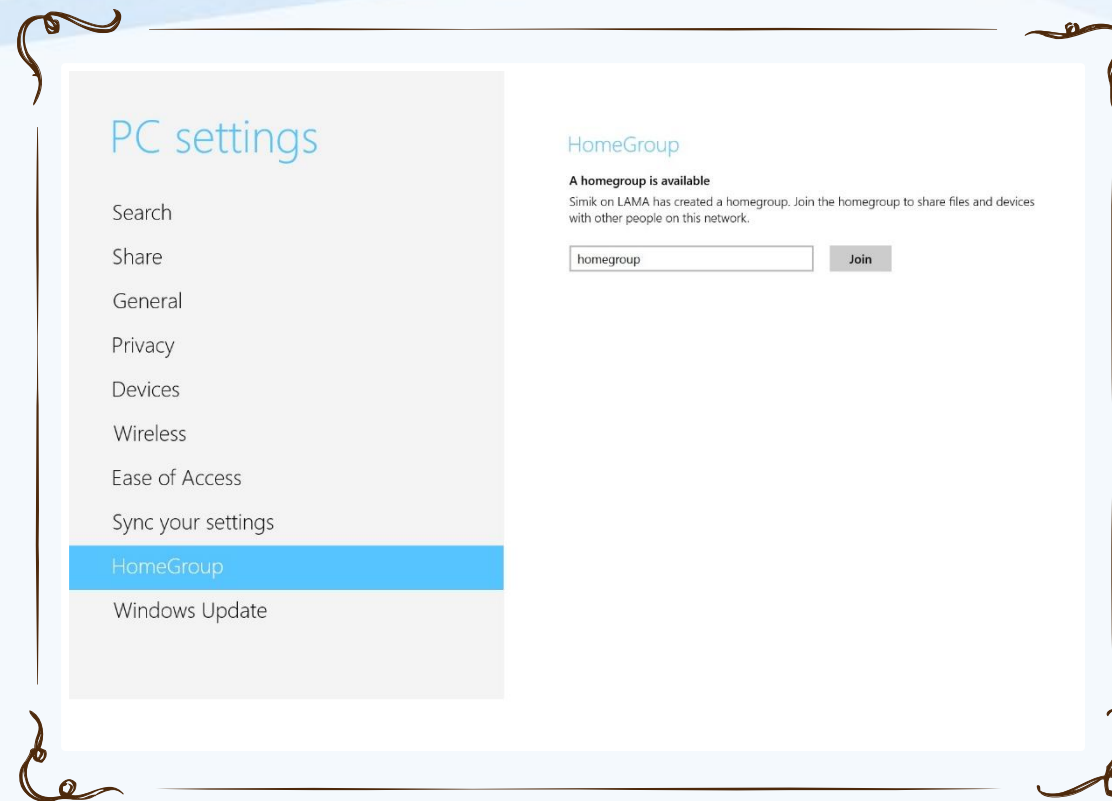 PC settings
Search
Share
General
Privacy
Devices
Wireless
Ease of Access
Sync your settings
HomeGroup
Windows Update
HomeGroup
A homegroup is available
Simik on LAMA has created a homegroup. Join the homegroup to share files and devices
with other people on this network.
homegroup
Join